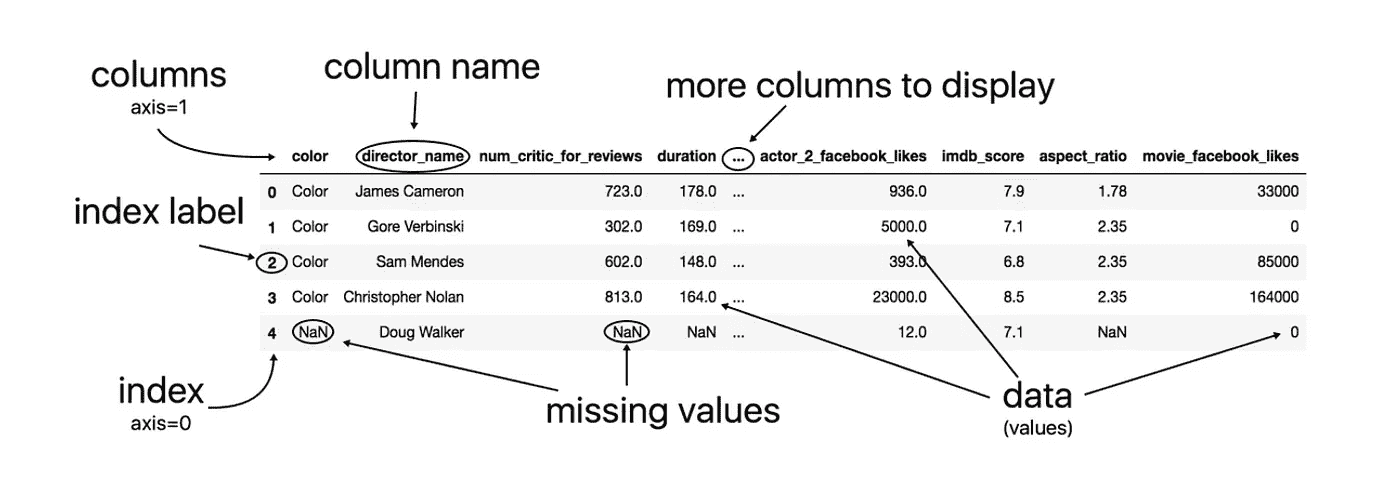 columns
axis=1
column name
more columns to display
color director_name num_critic_for_reviews duration ... actor_2_facebook_likes imdb_score aspect_ratio movie_facebook_likes
0 Color James Cameron 723.0 178.0 ... 936.0 7.9 1.78 33000
index label
1 Color Gore Verbinski 302.0 169.0 ... 5000.0 7.1 2.35 0
2 Color Sam Mendes 602.0 148.0 ... 393.0 6.8 2.35 85000
3 Color Christopher Nolan 813.0 164.0 ... 23000.0 8.5 2.35 164000
4 NaN Doug Walker NaN NaN ... 12.0 7.1 NaN 0
index
axis=0
missing values
data
(values)